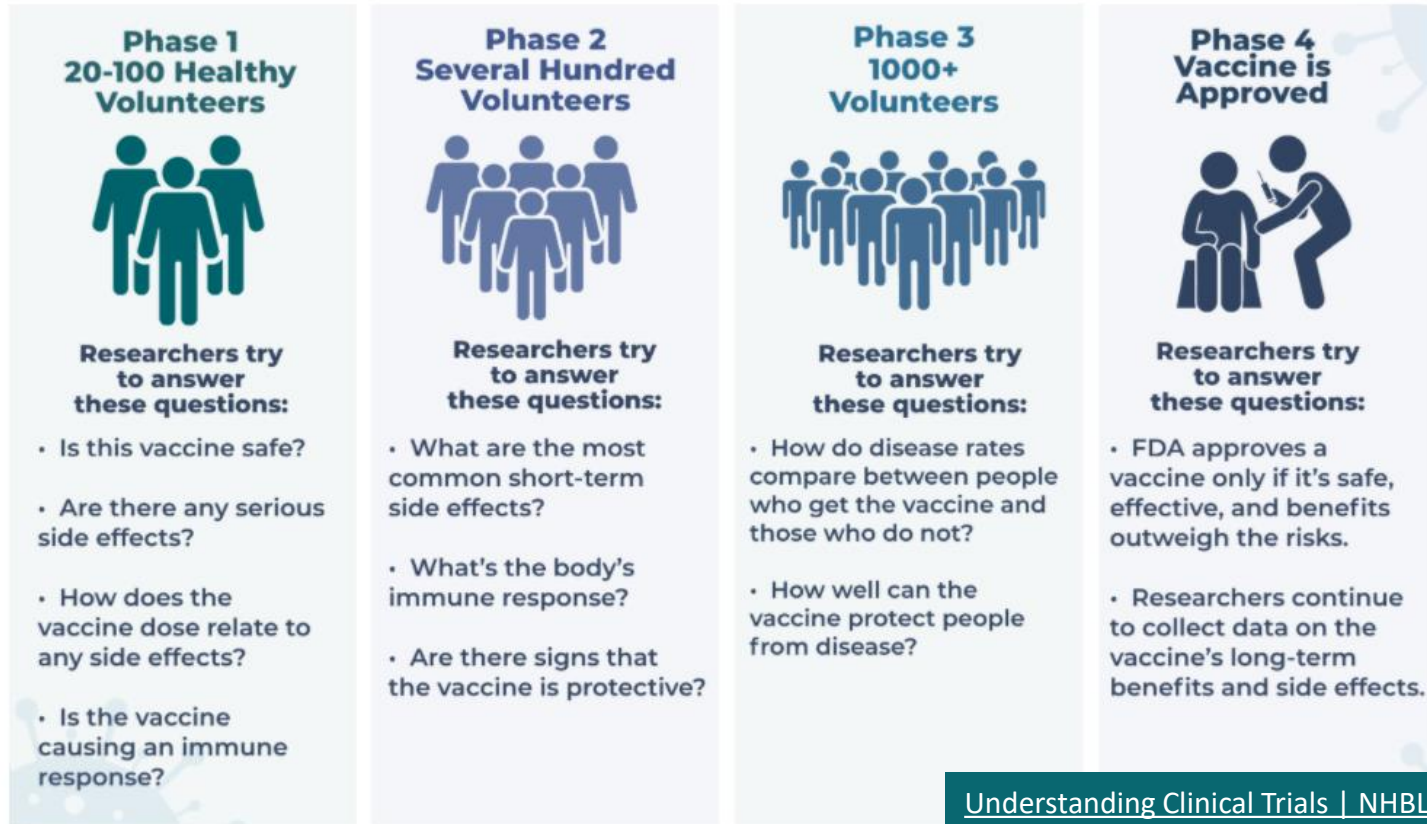 Phase 1
20-100 Healthy
Volunteers
Researchers try
to answer
these questions:
• Is this vaccine safe?
• Are there any serious
side effects?
• How does the
vaccine dose relate to
any side effects?
• Is the vaccine
causing an immune
response?
Phase 2
Several Hundred
Volunteers
Researchers try
to answer
these questions:
• What are the most
common short-term
side effects?
• What's the body's
immune response?
• Are there signs that
the vaccine is protective?
Phase 3
1000+
Volunteers
Researchers try
to answer
these questions:
• How do disease rates
compare between people
who get the vaccine and
those who do not?
• How well can the
vaccine protect people
from disease?
Phase 4
Vaccine is
Approved
Researchers try
to answer
these questions:
• FDA approves a
vaccine only if it's safe,
effective, and benefits
outweigh the risks.
• Researchers continue
to collect data on the
vaccine's long-term
benefits and side effects.
Understanding Clinical Trials | NHBL